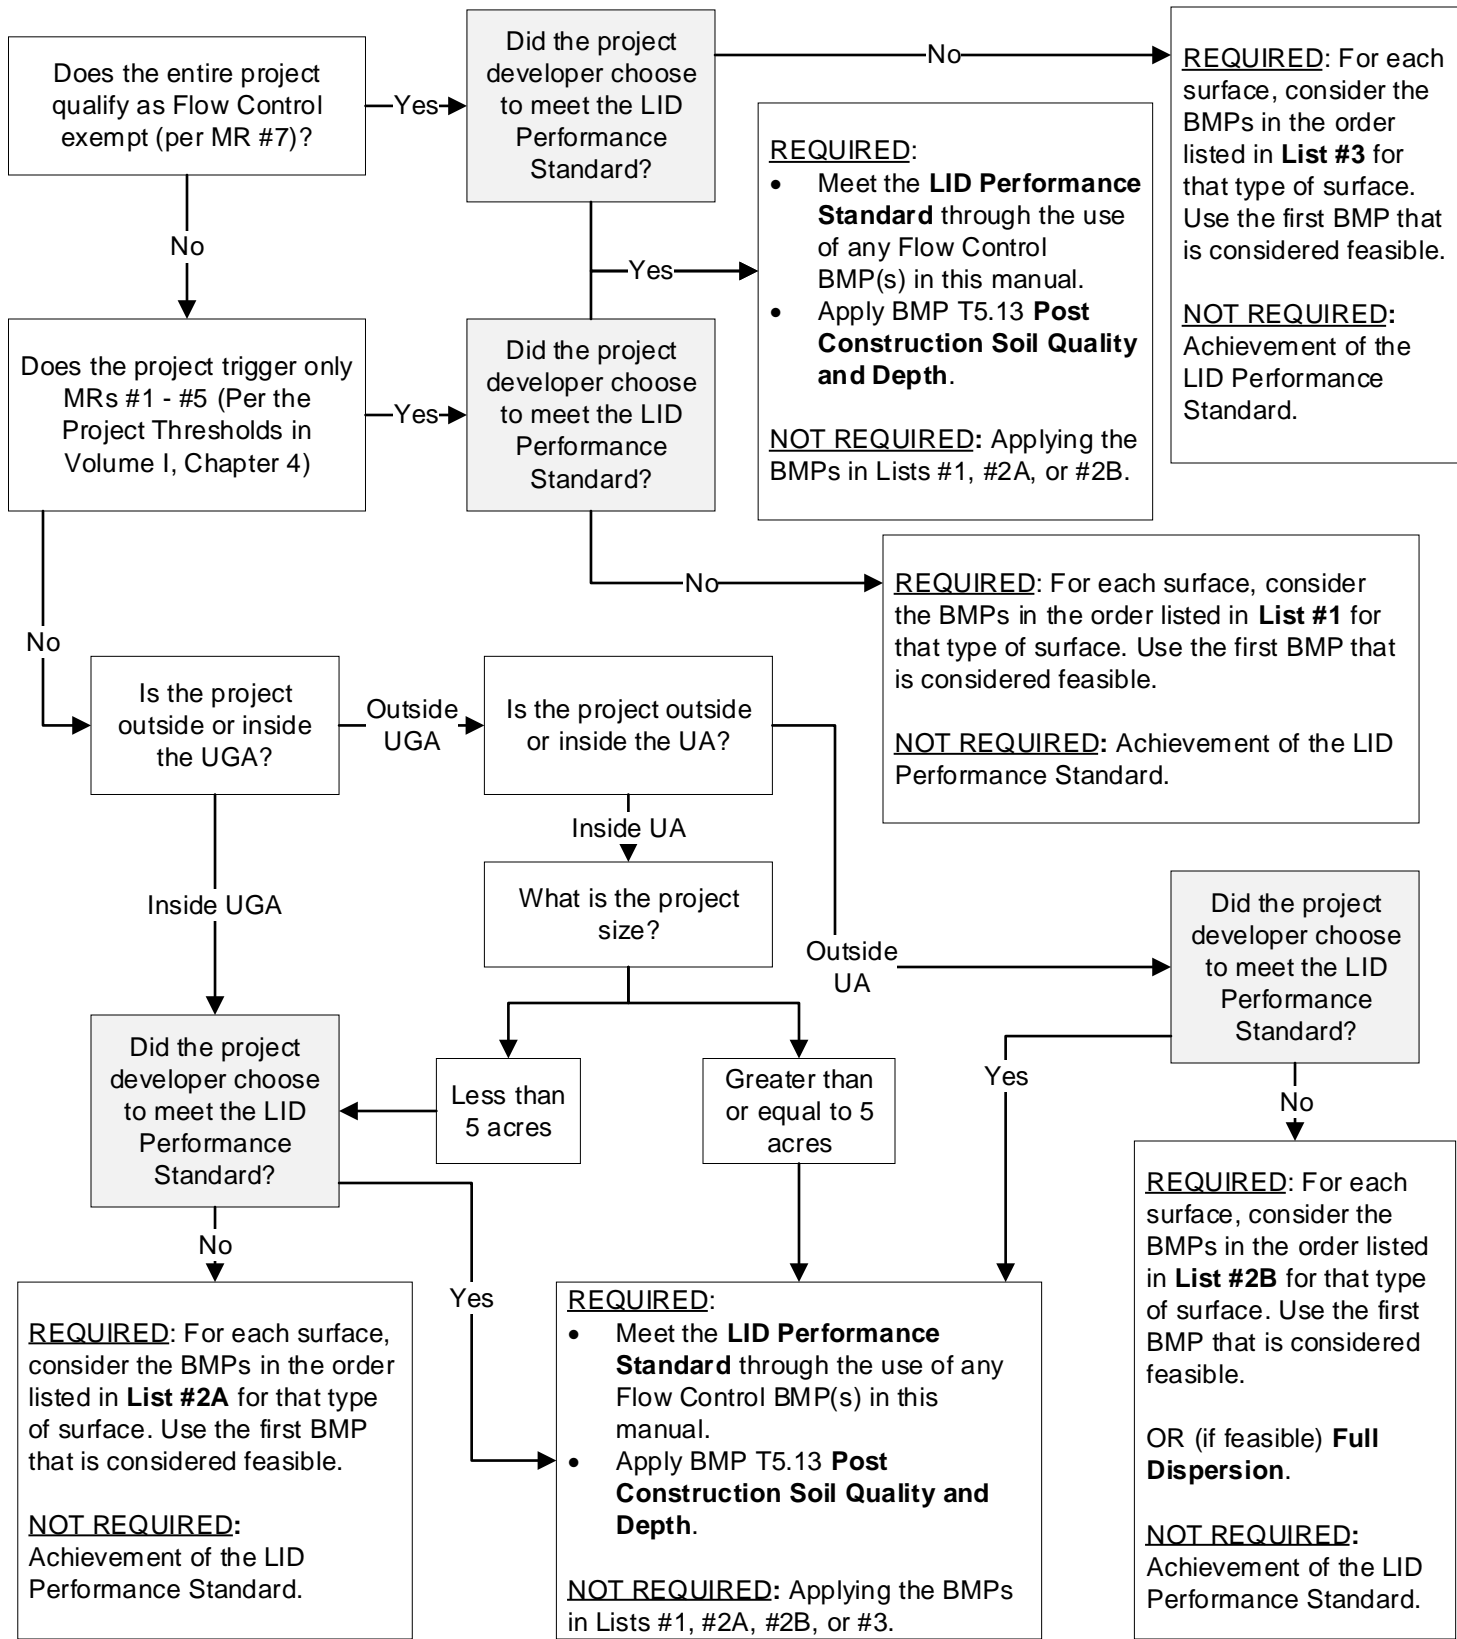 Does the entire project
qualify as Flow Control
exempt (per MR #7)?
Yes
Did the project
developer choose
to meet the LID
Performance
Standard?
No
REQUIRED: For each
surface, consider the
BMPs in the order
listed in List #3 for
that type of surface.
Use the first BMP that
is considered feasible.
NOT REQUIRED:
Achievement of the
LID Performance
Standard.
No
Yes
REQUIRED:
• Meet the LID Performance
Standard through the use
of any Flow Control
BMP(s) in this manual.
• Apply BMP T5.13 Post
Construction Soil Quality
and Depth.
NOT REQUIRED: Applying the
BMPs in Lists #1, #2A, or #2B.
Does the project trigger only
MRs #1 - #5 (Per the
Project Thresholds in
Volume I, Chapter 4)
Yes
Did the project
developer choose
to meet the LID
Performance
Standard?
No
REQUIRED: For each surface, consider
the BMPs in the order listed in List #1 for
that type of surface. Use the first BMP that
is considered feasible.
NOT REQUIRED: Achievement of the LID
Performance Standard.
No
Is the project
outside or inside
the UGA?
Outside
UGA
Is the project outside
or inside the UA?
Inside UA
What is the project
size?
Outside
UA
Inside UGA
Did the project
developer choose
to meet the LID
Performance
Standard?
Less than
5 acres
Greater than
or equal to 5
acres
Did the project
developer choose
to meet the LID
Performance
Standard?
Yes
No
No
Yes
REQUIRED: For each surface,
consider the BMPs in the order
listed in List #2A for that type
of surface. Use the first BMP
that is considered feasible.
NOT REQUIRED:
Achievement of the LID
Performance Standard.
REQUIRED:
• Meet the LID Performance
Standard through the use of any
Flow Control BMP(s) in this
manual.
• Apply BMP T5.13 Post
Construction Soil Quality and
Depth.
NOT REQUIRED: Applying the BMPs
in Lists #1, #2A, #2B, or #3.
REQUIRED: For each
surface, consider the
BMPs in the order listed
in List #2B for that type
of surface. Use the first
BMP that is considered
feasible.
OR (if feasible) Full
Dispersion.
NOT REQUIRED:
Achievement of the LID
Performance Standard.